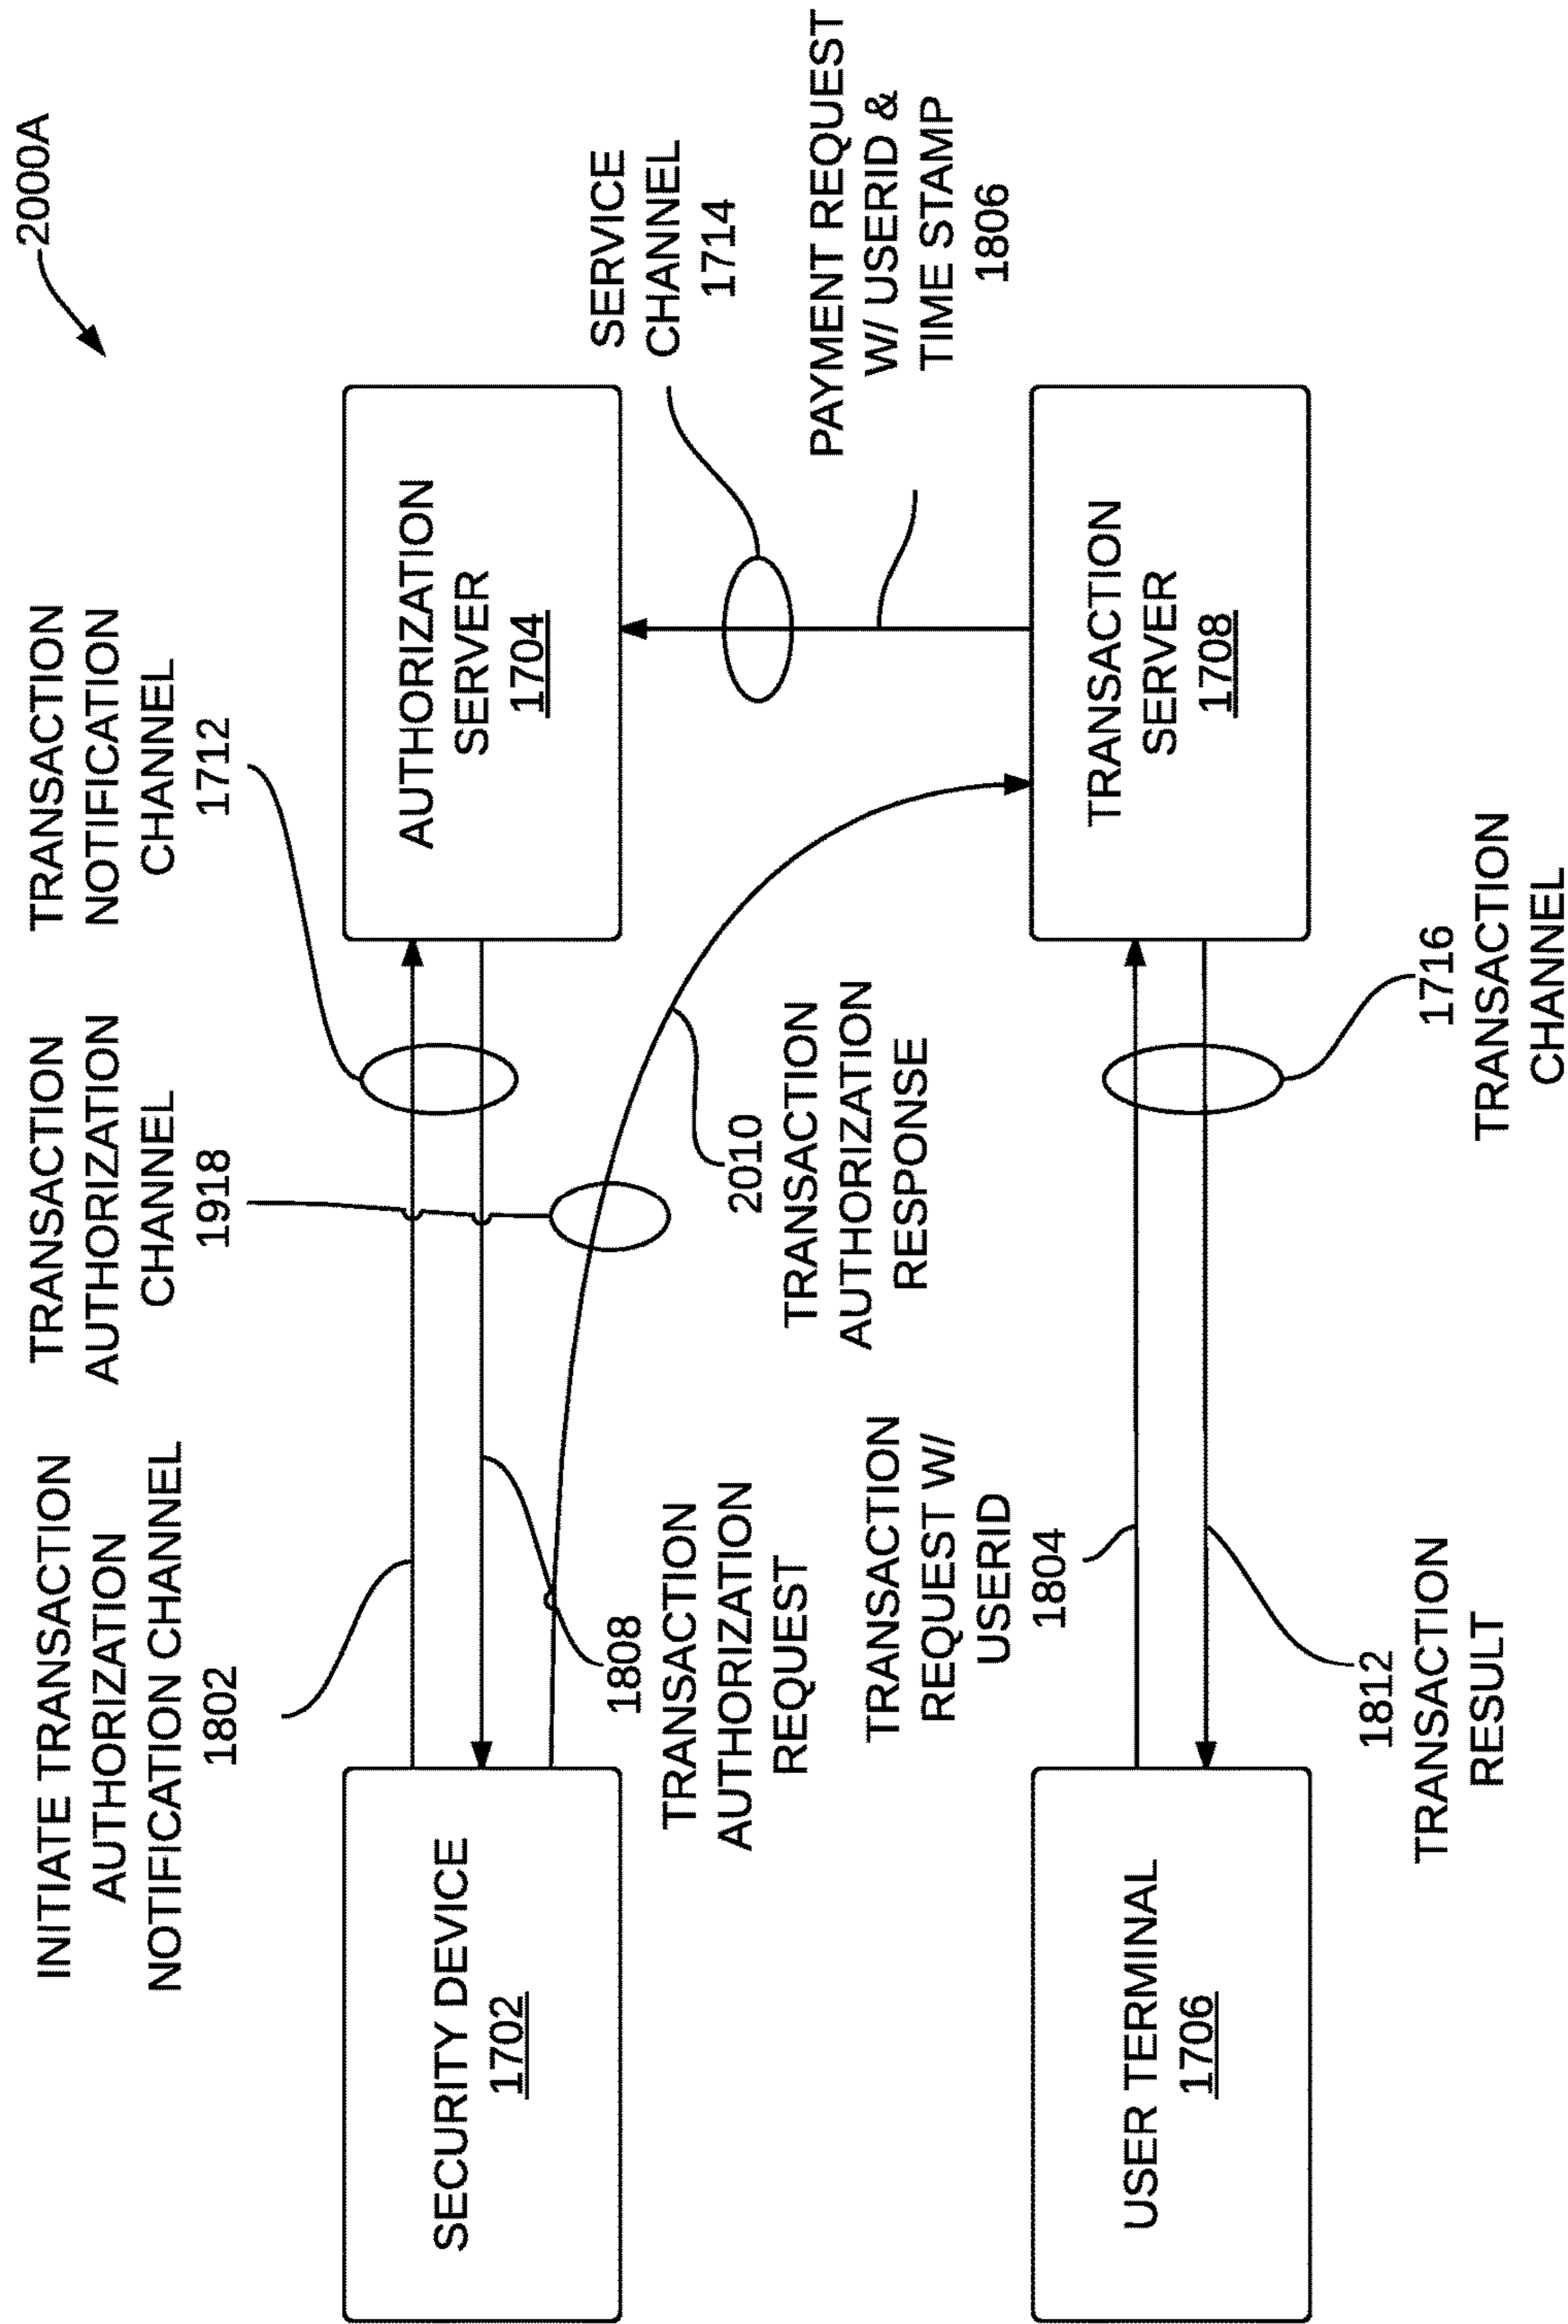 2000A
INITIATE TRANSACTION
AUTHORIZATION
NOTIFICATION CHANNEL
1802
TRANSACTION
AUTHORIZATION
CHANNEL
1918
TRANSACTION
NOTIFICATION
CHANNEL
1712
SECURITY DEVICE
1702
AUTHORIZATION
SERVER
1704
SERVICE
CHANNEL
1714
1808
TRANSACTION
AUTHORIZATION
REQUEST
2010
TRANSACTION
AUTHORIZATION
RESPONSE
PAYMENT REQUEST
W/ USERID &
TIME STAMP
1806
TRANSACTION
REQUEST W/
USERID
1804
USER TERMINAL
1706
TRANSACTION
SERVER
1708
1812
TRANSACTION
RESULT
1716
TRANSACTION
CHANNEL